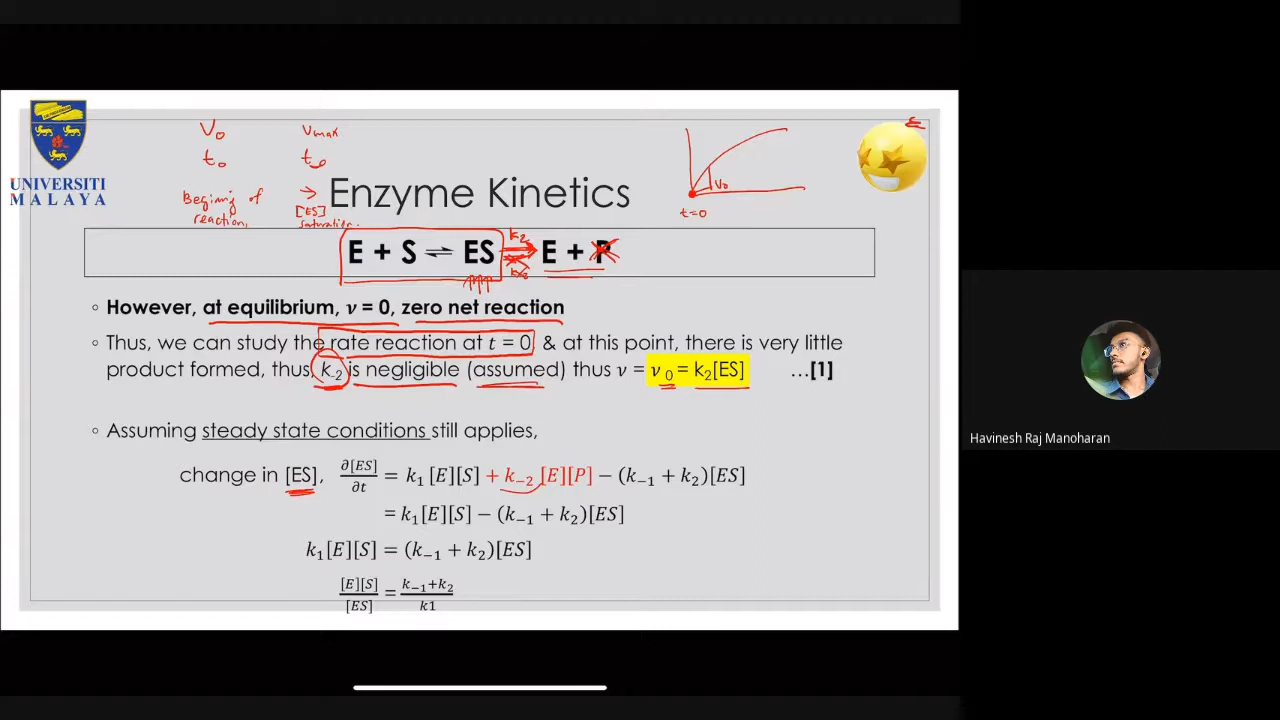 V₀ Vmax
t₀ t
UNIVERSITI
MALAYA
Beginning of
reaction,
→
[ES]
saturation.
Enzyme Kinetics
V₀
t=0
E
k₂
E + S ⇌ ES E + P
k-2
↑↑↑
◦ However, at equilibrium, v = 0, zero net reaction
◦ Thus, we can study the rate reaction at t = 0 & at this point, there is very little
product formed, thus, k-2 is negligible (assumed) thus v = v₀ = k₂[ES] …[1]
◦ Assuming steady state conditions still applies,
change in [ES], ∂[ES]/∂t = k₁ [E][S] + k₋₂ [E][P] − (k₋₁ + k₂)[ES]
= k₁[E][S] − (k₋₁ + k₂)[ES]
k₁[E][S] = (k₋₁ + k₂)[ES]
[E][S]/[ES] = k₋₁+k₂/k1
Havinesh Raj Manoharan